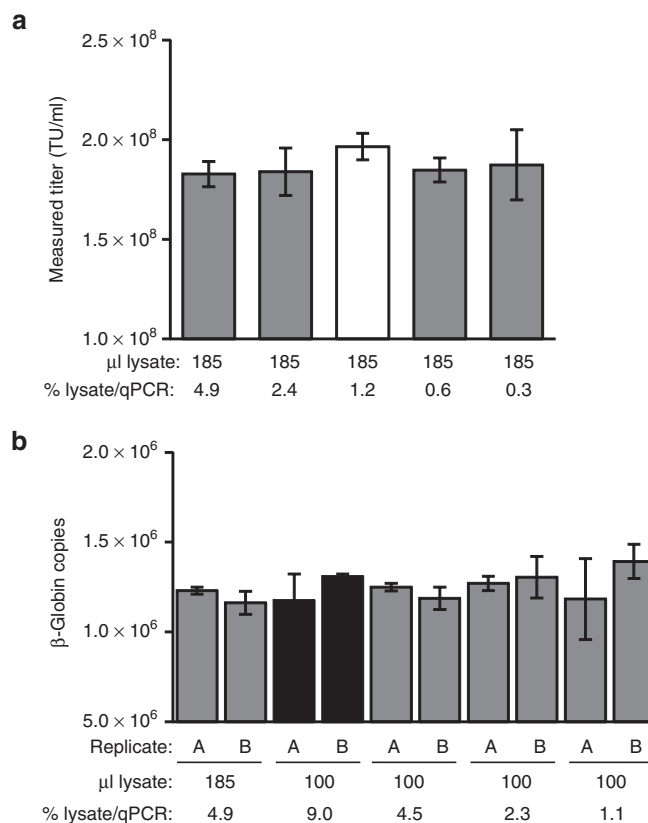 a
2.5 × 10⁸
2.0 × 10⁸
1.5 × 10⁸
1.0 × 10⁸
Measured titer (TU/ml)
μl lysate: 185 185 185 185 185
% lysate/qPCR: 4.9 2.4 1.2 0.6 0.3
b
2.0 × 10⁶
1.5 × 10⁶
1.0 × 10⁶
5.0 × 10⁶
β-Globin copies
Replicate: A B A B A B A B A B
μl lysate: 185 100 100 100 100
% lysate/qPCR: 4.9 9.0 4.5 2.3 1.1